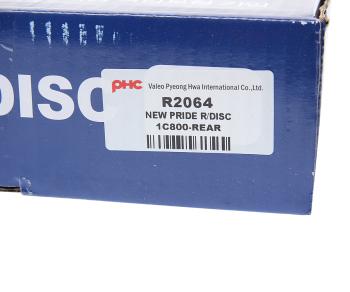 DISC
PHC Valeo Pyeong Hwa International Co.,Ltd.
R2064
NEW PRIDE R/DISC
1C800-REAR